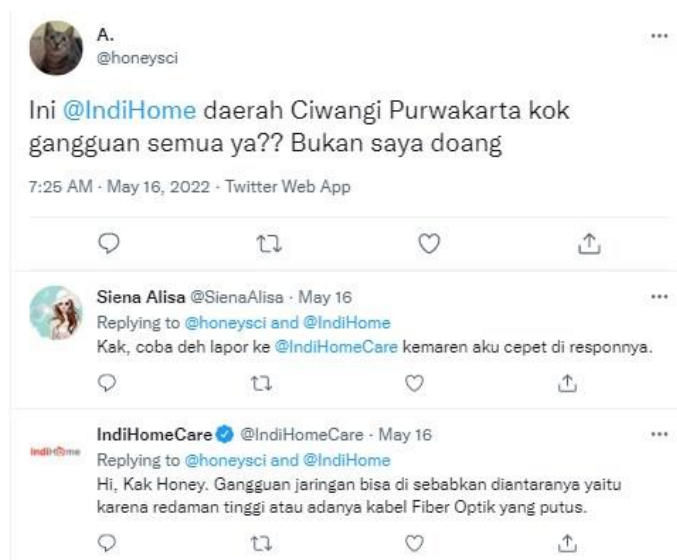 A.
@honeysci
Ini @IndiHome daerah Ciwangi Purwakarta kok
gangguan semua ya?? Bukan saya doang
7:25 AM · May 16, 2022 · Twitter Web App
Siena Alisa @SienaAlisa · May 16
Replying to @honeysci and @IndiHome
Kak, coba deh lapor ke @IndiHomeCare kemaren aku cepet di responnya.
IndiHomeCare @IndiHomeCare · May 16
IndiHome
Replying to @honeysci and @IndiHome
Hi, Kak Honey. Gangguan jaringan bisa di sebabkan diantaranya yaitu
karena redaman tinggi atau adanya kabel Fiber Optik yang putus.